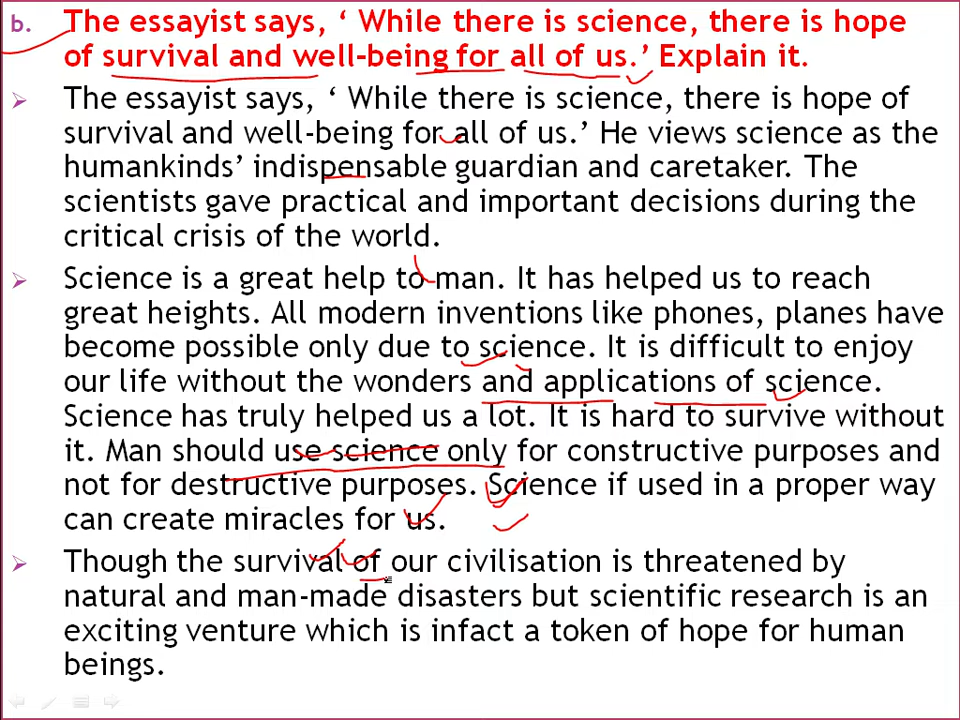 b. The essayist says, ‘ While there is science, there is hope
of survival and well-being for all of us.’ Explain it.
The essayist says, ‘ While there is science, there is hope of
survival and well-being for all of us.’ He views science as the
humankinds’ indispensable guardian and caretaker. The
scientists gave practical and important decisions during the
critical crisis of the world.
Science is a great help to man. It has helped us to reach
great heights. All modern inventions like phones, planes have
become possible only due to science. It is difficult to enjoy
our life without the wonders and applications of science.
Science has truly helped us a lot. It is hard to survive without
it. Man should use science only for constructive purposes and
not for destructive purposes. Science if used in a proper way
can create miracles for us.
Though the survival of our civilisation is threatened by
natural and man-made disasters but scientific research is an
exciting venture which is infact a token of hope for human
beings.